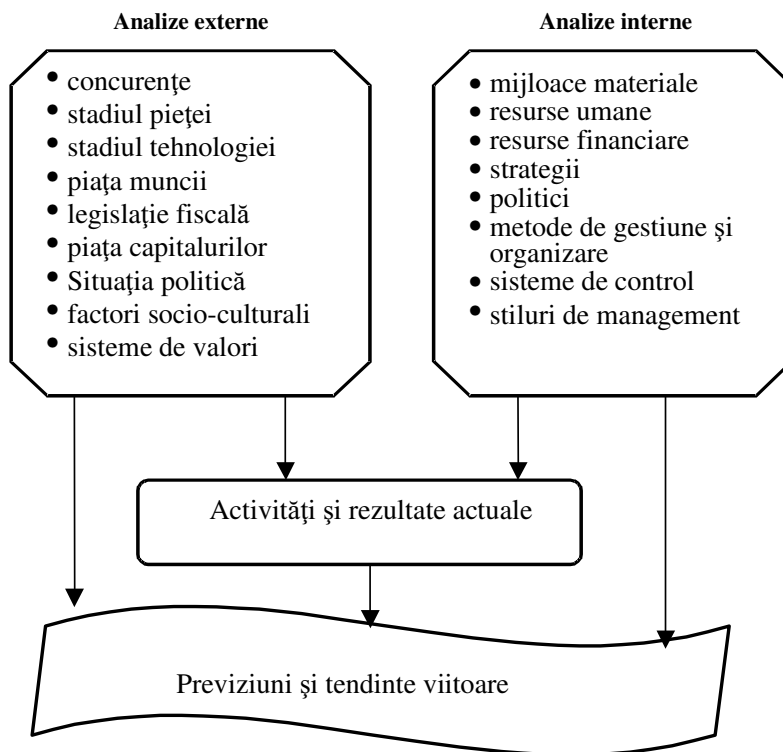 Analize externe
• concurenţe
• stadiul pieţei
• stadiul tehnologiei
• piaţa muncii
• legislaţie fiscală
• piaţa capitalurilor
• Situaţia politică
• factori socio-culturali
• sisteme de valori
Analize interne
• mijloace materiale
• resurse umane
• resurse financiare
• strategii
• politici
• metode de gestiune şi
organizare
• sisteme de control
• stiluri de management
Activităţi şi rezultate actuale
Previziuni şi tendinte viitoare